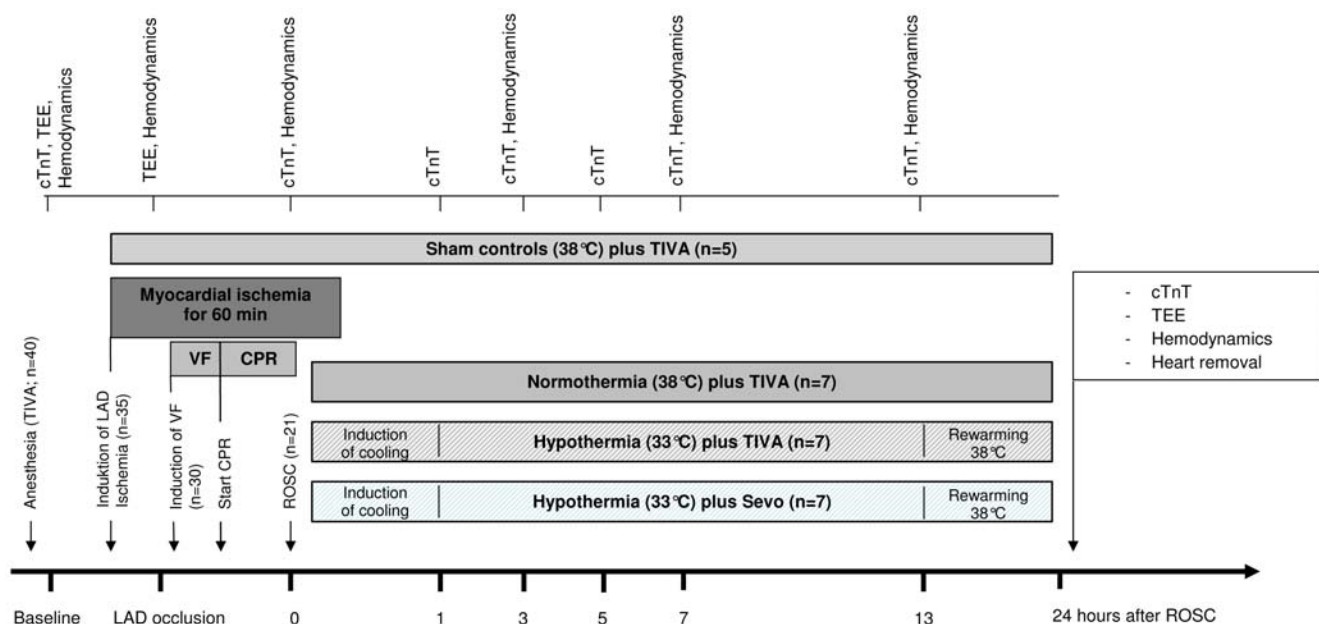 cTnT, TEE,
Hemodynamics
TEE, Hemodynamics
cTnT, Hemodynamics
cTnT
cTnT, Hemodynamics
cTnT
cTnT, Hemodynamics
cTnT, Hemodynamics
Sham controls (38°C) plus TIVA (n=5)
Myocardial ischemia
for 60 min
VF
CPR
Normothermia (38°C) plus TIVA (n=7)
Induction
of cooling
Hypothermia (33°C) plus TIVA (n=7)
Rewarming
38°C
Induction
of cooling
Hypothermia (33°C) plus Sevo (n=7)
Rewarming
38°C
- cTnT
- TEE
- Hemodynamics
- Heart removal
Anesthesia (TIVA; n=40)
Induktion of LAD
Ischemia (n=35)
Induction of VF
(n=30)
Start CPR
ROSC (n=21)
Baseline
LAD occlusion
0
1
3
5
7
13
24 hours after ROSC